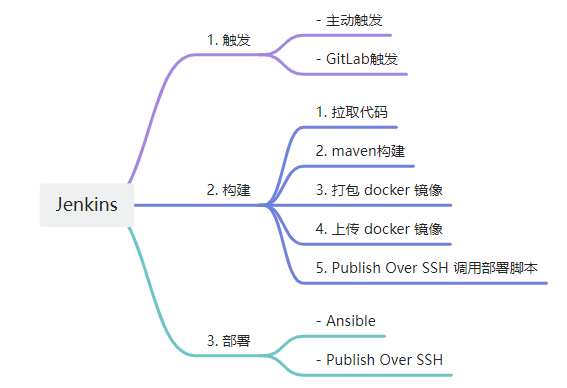 Jenkins
1. 触发
- 主动触发
- GitLab触发
2. 构建
1. 拉取代码
2. maven构建
3. 打包 docker 镜像
4. 上传 docker 镜像
5. Publish Over SSH 调用部署脚本
3. 部署
- Ansible
- Publish Over SSH